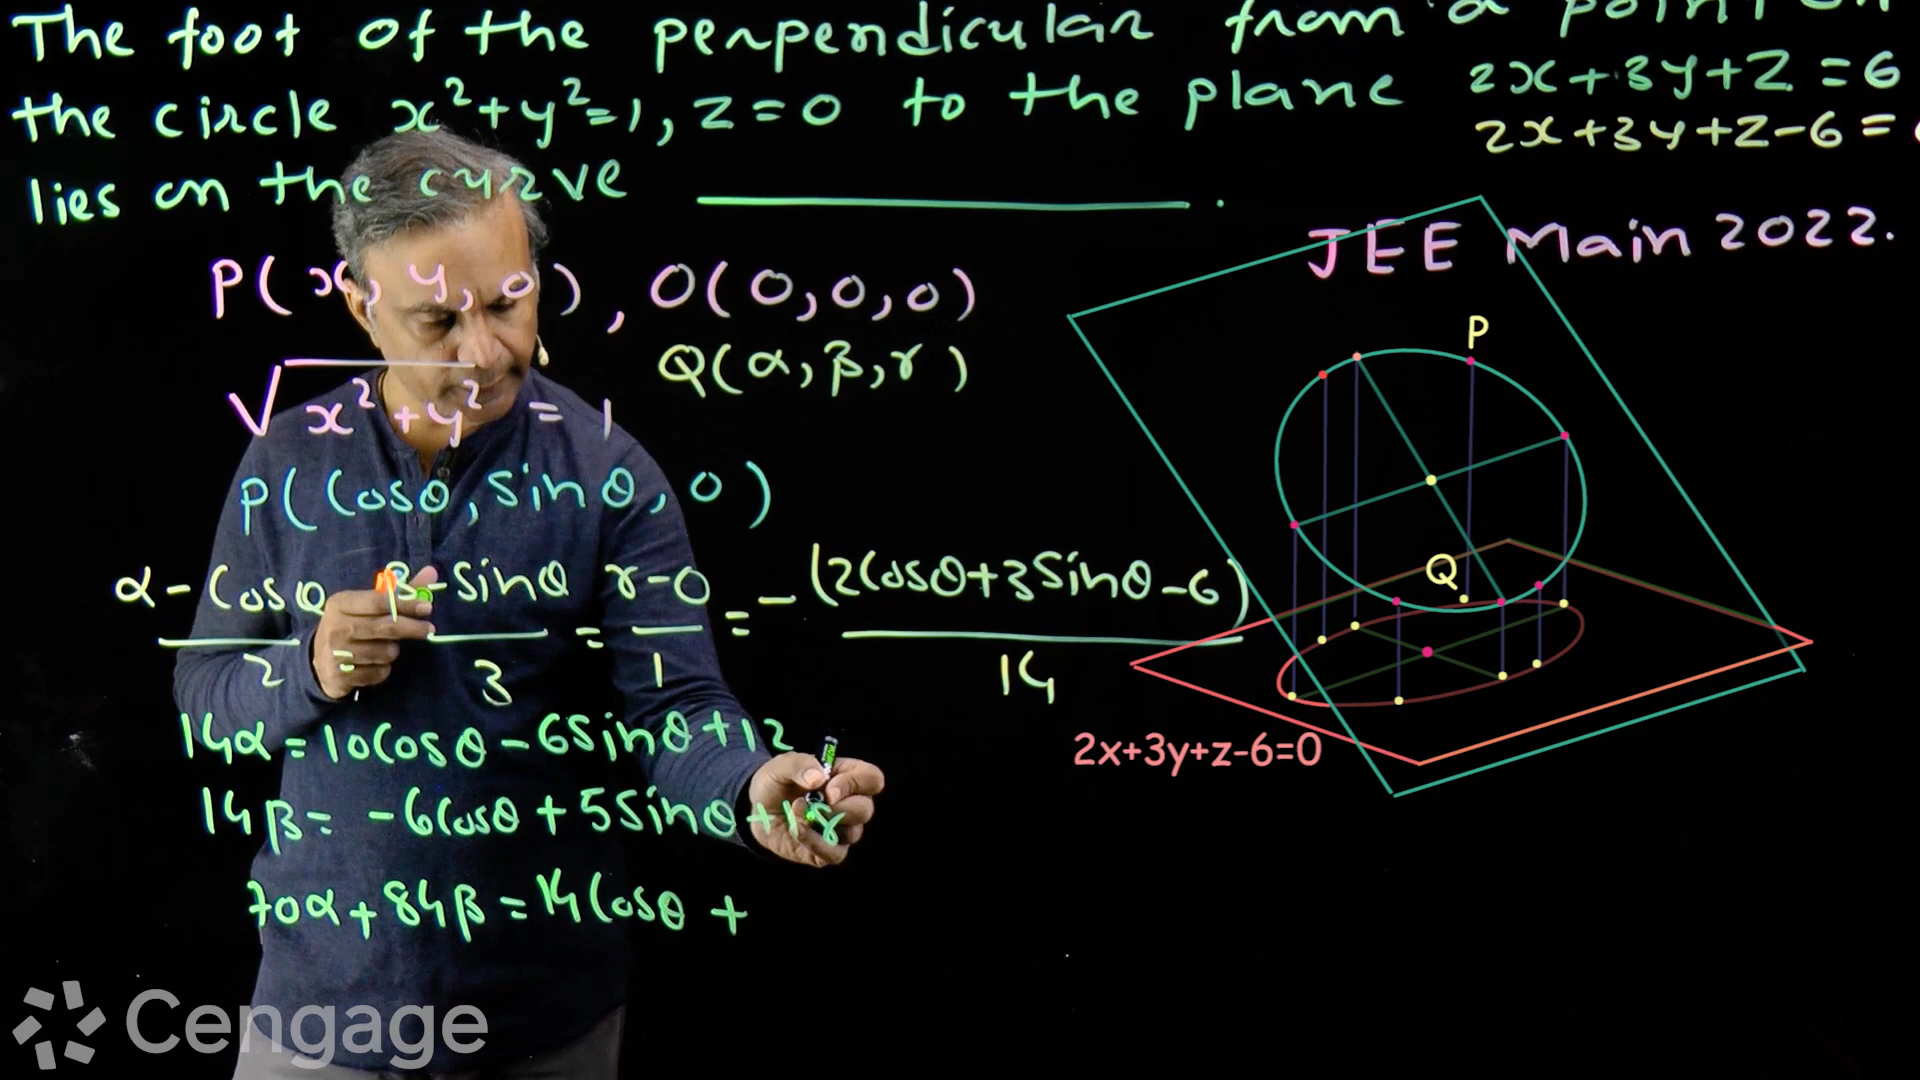 The foot of the perpendicular from a point on
the circle x²+y²=1, z=0 to the plane 2x+3y+z=6
2x+3y+z-6=
lies on the curve ________.
JEE Main 2022.
P(x, y, 0), O(0,0,0)
Q(α,β,γ)
√x²+y² = 1
P(Cosθ, Sinθ, 0)
α-Cosθ/2 = β-Sinθ/3 = γ-0/1 = -(2Cosθ+3Sinθ-6)/14
14α=10Cosθ-6Sinθ+12
14β=-6Cosθ+5Sinθ+18
70α+84β=14Cosθ+
P
Q
2x+3y+z-6=0
Cengage